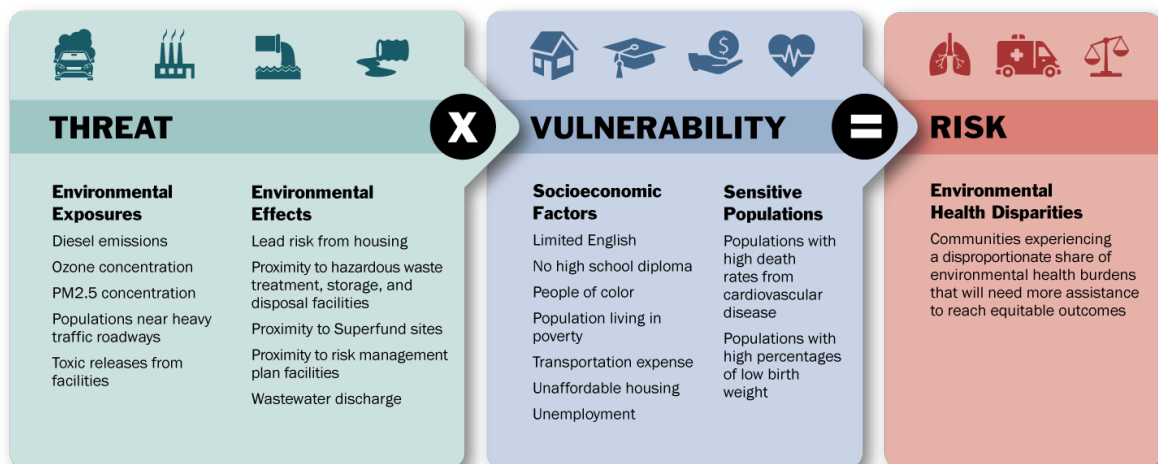 THREAT
X
VULNERABILITY
=
RISK
Environmental
Exposures
Diesel emissions
Ozone concentration
PM2.5 concentration
Populations near heavy
traffic roadways
Toxic releases from
facilities
Environmental
Effects
Lead risk from housing
Proximity to hazardous waste
treatment, storage, and
disposal facilities
Proximity to Superfund sites
Proximity to risk management
plan facilities
Wastewater discharge
Socioeconomic
Factors
Limited English
No high school diploma
People of color
Population living in
poverty
Transportation expense
Unaffordable housing
Unemployment
Sensitive
Populations
Populations with
high death
rates from
cardiovascular
disease
Populations with
high percentages
of low birth
weight
Environmental
Health Disparities
Communities experiencing
a disproportionate share of
environmental health burdens
that will need more assistance
to reach equitable outcomes
$